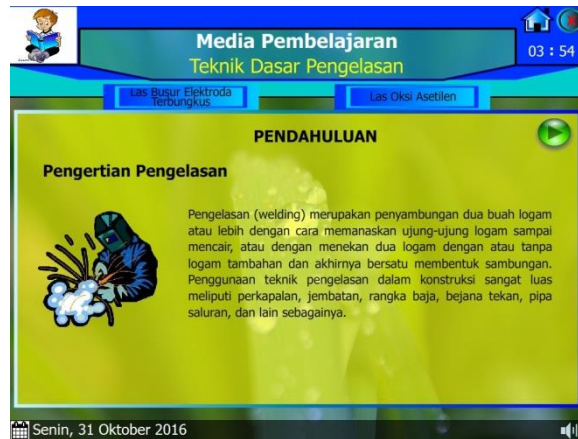 Media Pembelajaran
Teknik Dasar Pengelasan
03 : 54
Las Busur Elektroda
Terbungkus
Las Oksi Asetilen
PENDAHULUAN
Pengertian Pengelasan
Pengelasan (welding) merupakan penyambungan dua buah logam
atau lebih dengan cara memanaskan ujung-ujung logam sampai
mencair, atau dengan menekan dua logam dengan atau tanpa
logam tambahan dan akhirnya bersatu membentuk sambungan.
Penggunaan teknik pengelasan dalam konstruksi sangat luas
meliputi perkapalan, jembatan, rangka baja, bejana tekan, pipa
saluran, dan lain sebagainya.
Senin, 31 Oktober 2016